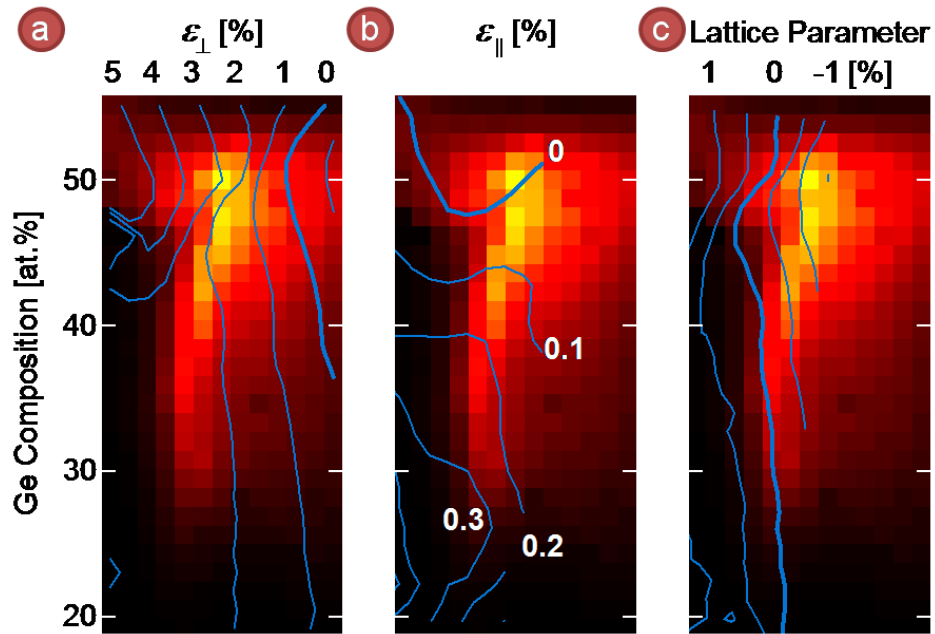 a
ε⊥ [%]
5 4 3 2 1 0
b
ε|| [%]
c
Lattice Parameter
1 0 -1 [%]
Ge Composition [at.%]
50
40
30
20
0
0.1
0.2
0.3